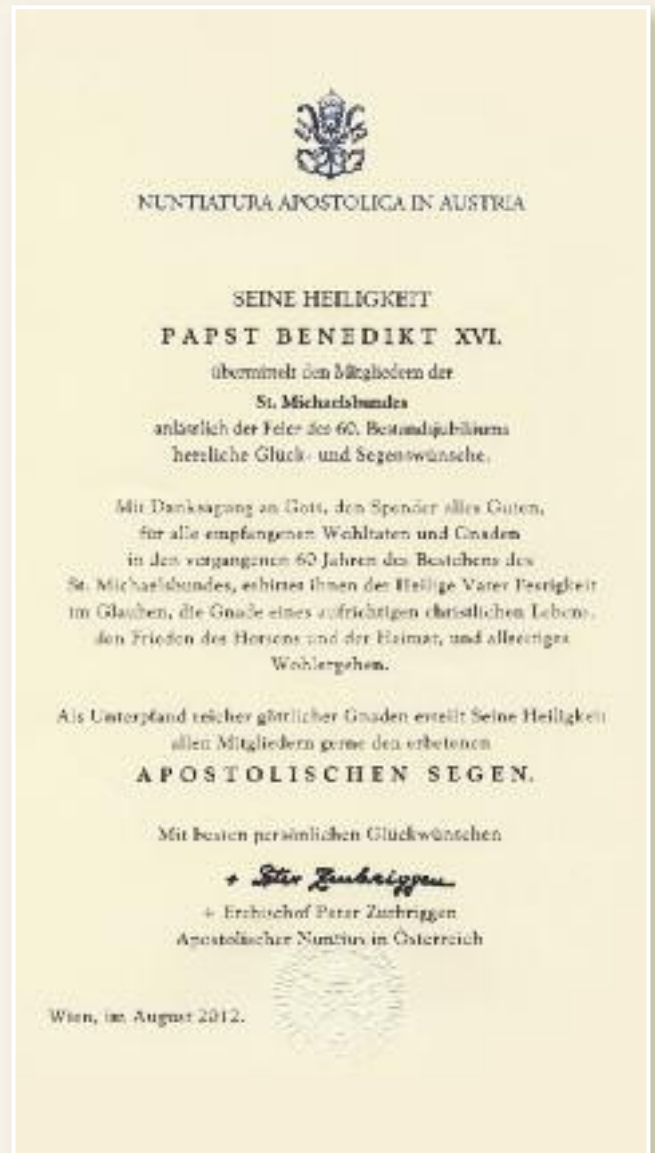 NUNTIATURA APOSTOLICA IN AUSTRIA
SEINE HEILIGKEIT
PAPST BENEDIKT XVI.
übermittelt den Mitgliedern der
St. Michaelsbundes
anlässlich der Feier des 60. Bestandsjubiläums
herzliche Glück- und Segenswünsche.
Mit Danksagung an Gott, den Spender alles Guten,
für alle empfangenen Wohltaten und Gnaden
in den vergangenen 60 Jahren des Bestehens des
St. Michaelsbundes, erbittet ihnen der Heilige Vater Festigkeit
im Glauben, die Gnade eines aufrichtigen christlichen Lebens,
den Frieden des Herzens und der Heimat, und allseitiges
Wohlergehen.
Als Unterpfand reicher göttlicher Gnaden erteilt Seine Heiligkeit
allen Mitgliedern gerne den erbetenen
APOSTOLISCHEN SEGEN.
Mit besten persönlichen Glückwünschen
+ Peter Zurbriggen
+ Erzbischof Peter Zurbriggen
Apostolischer Nuntius in Österreich
Wien, im August 2012.